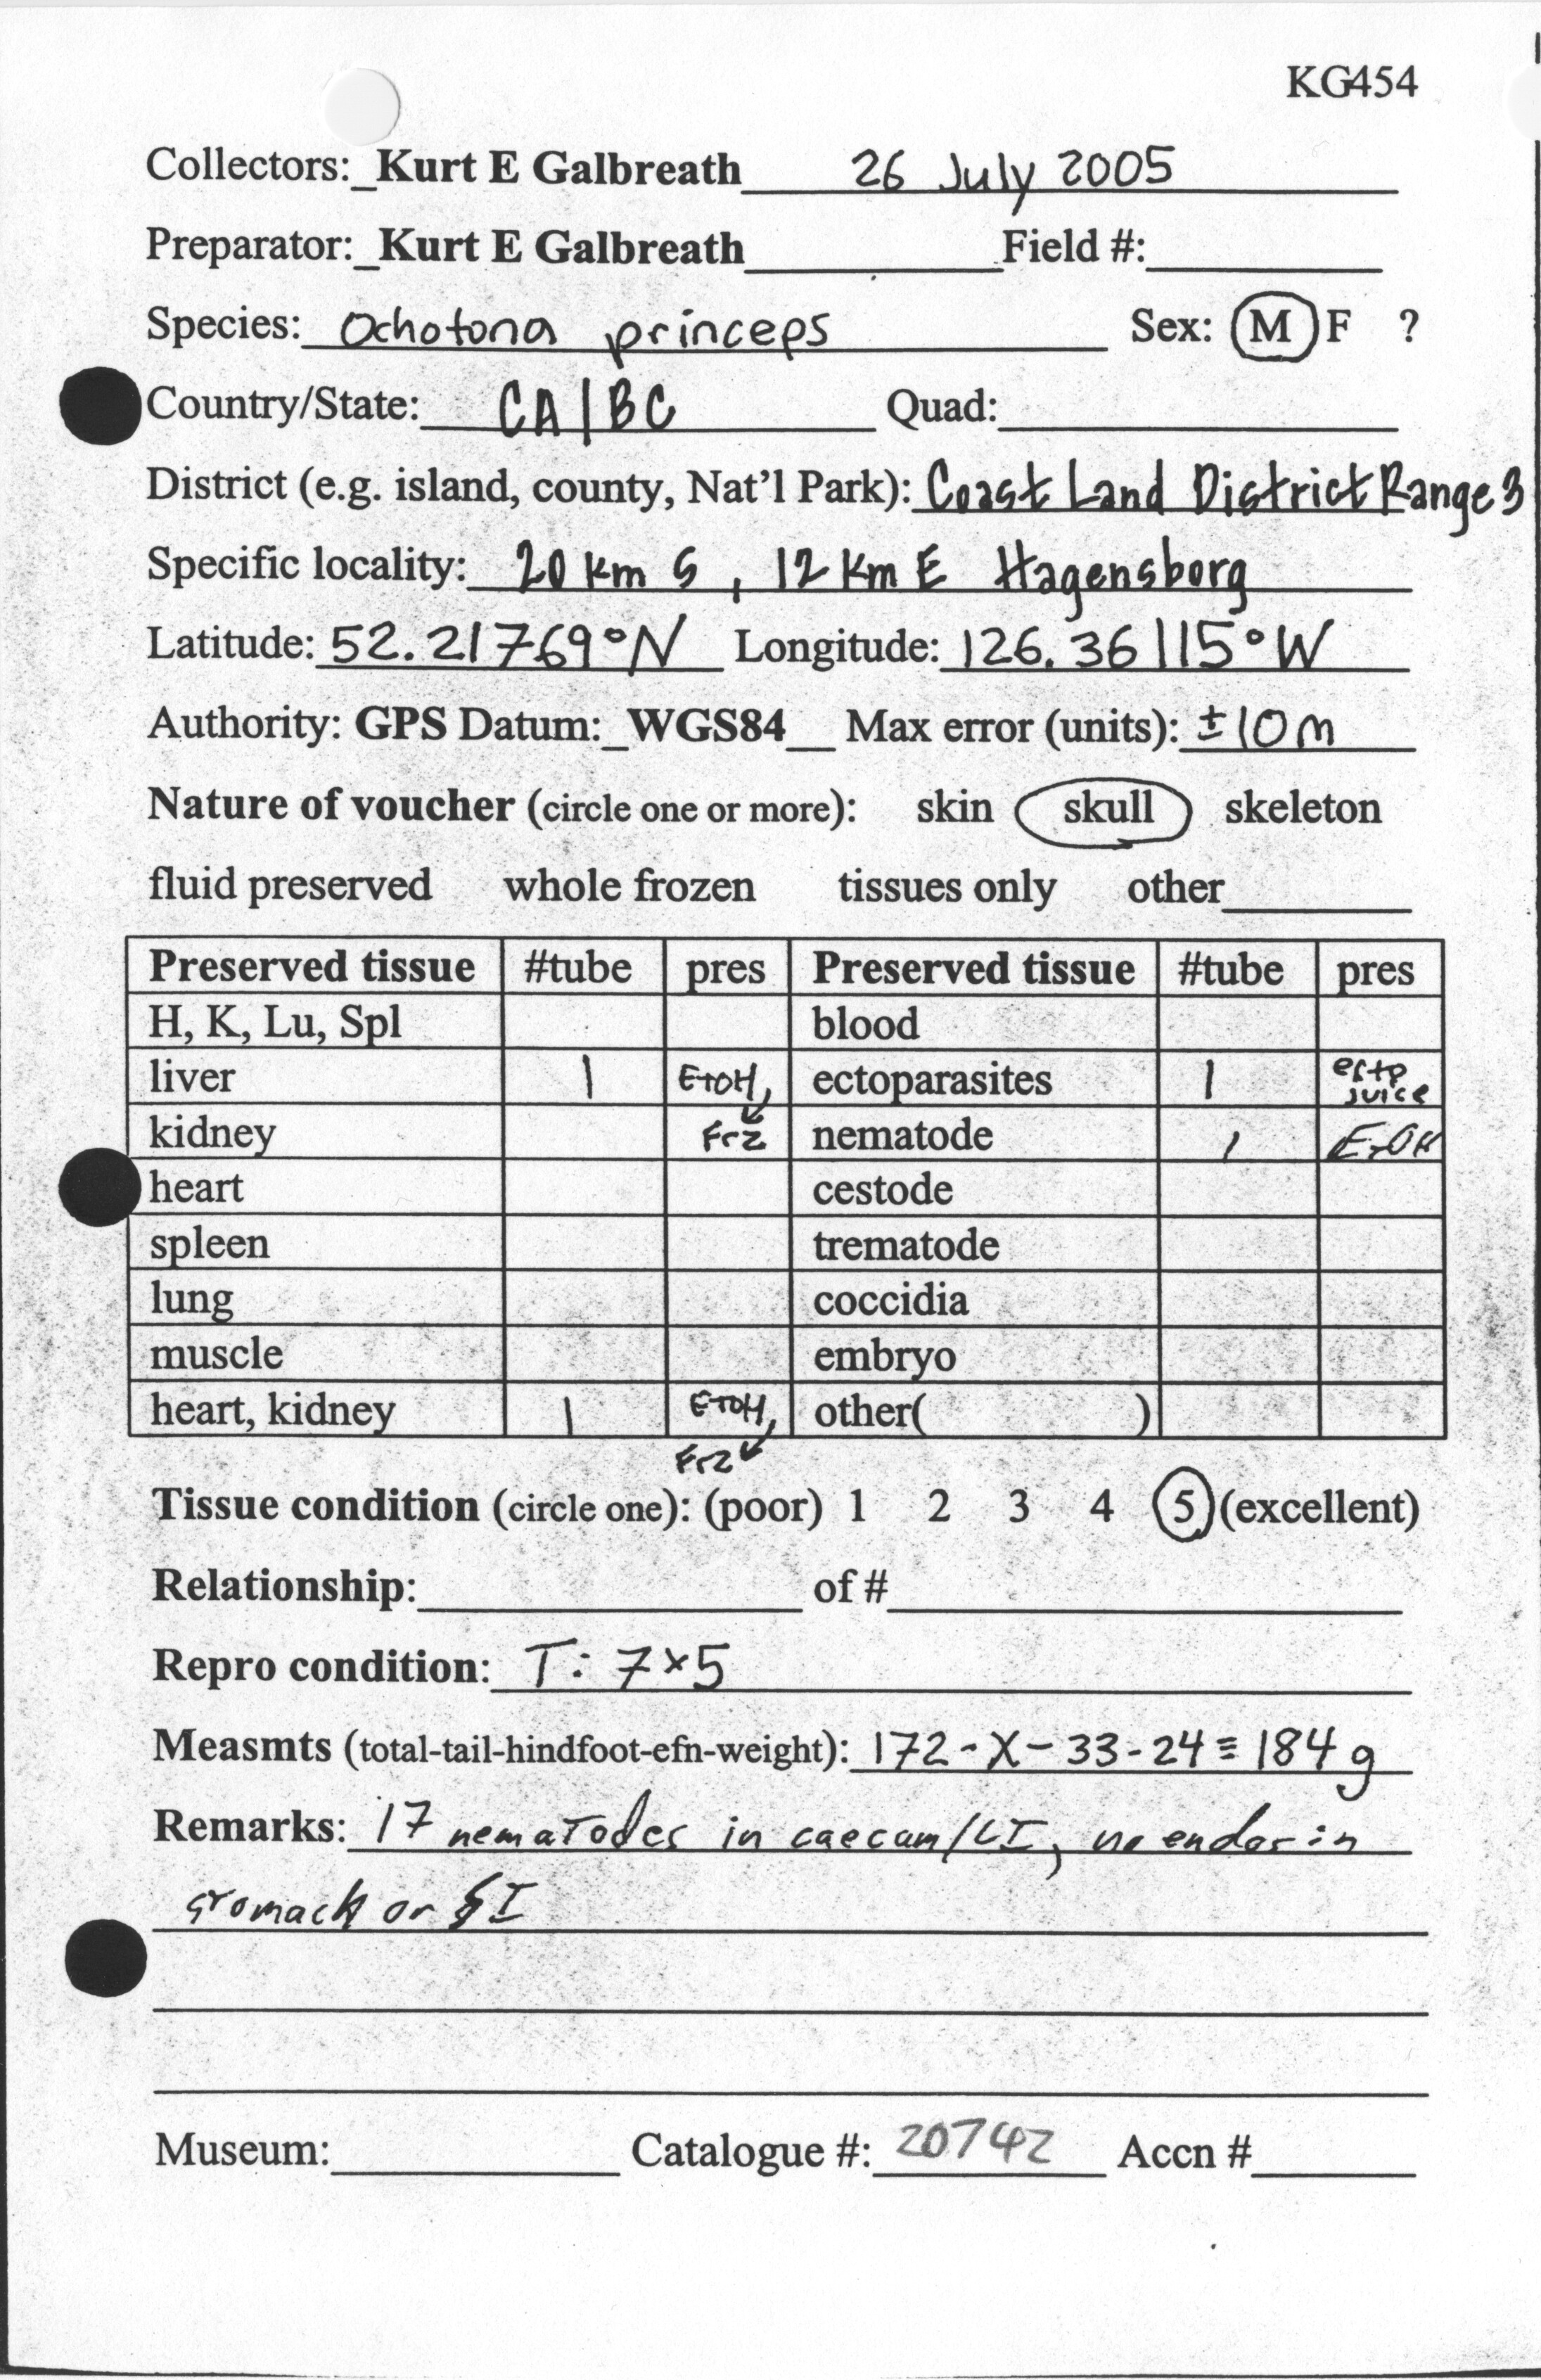 KG454
Collectors:_Kurt E Galbreath 26 July 2005
Preparator:_Kurt E Galbreath Field #:
Species: Ochotona princeps Sex: M F ?
Country/State: CA/BC Quad:
District (e.g. island, county, Nat'l Park): Coast Land District Range 3
Specific locality: 20 km S, 12 km E Hagensborg
Latitude: 52.21769°N Longitude: 126.36115°W
Authority: GPS Datum:_WGS84 Max error (units): ±10m
Nature of voucher (circle one or more): skin skull skeleton
fluid preserved whole frozen tissues only other
Preserved tissue #tube pres Preserved tissue #tube pres
H, K, Lu, Spl blood
liver 1 EtOH, ectoparasites 1 ecto juice
kidney Frz nematode 1 EtOH
heart cestode
spleen trematode
lung coccidia
muscle embryo
heart, kidney 1 EtOH, other( )
Frz
Tissue condition (circle one): (poor) 1 2 3 4 5 (excellent)
Relationship: of #
Repro condition: T: 7x5
Measmts (total-tail-hindfoot-efn-weight): 172-X-33-24≡184g
Remarks: 17 nematodes in caecum/LI, no endos in
stomach or SI
Museum: Catalogue #: 20742 Accn #